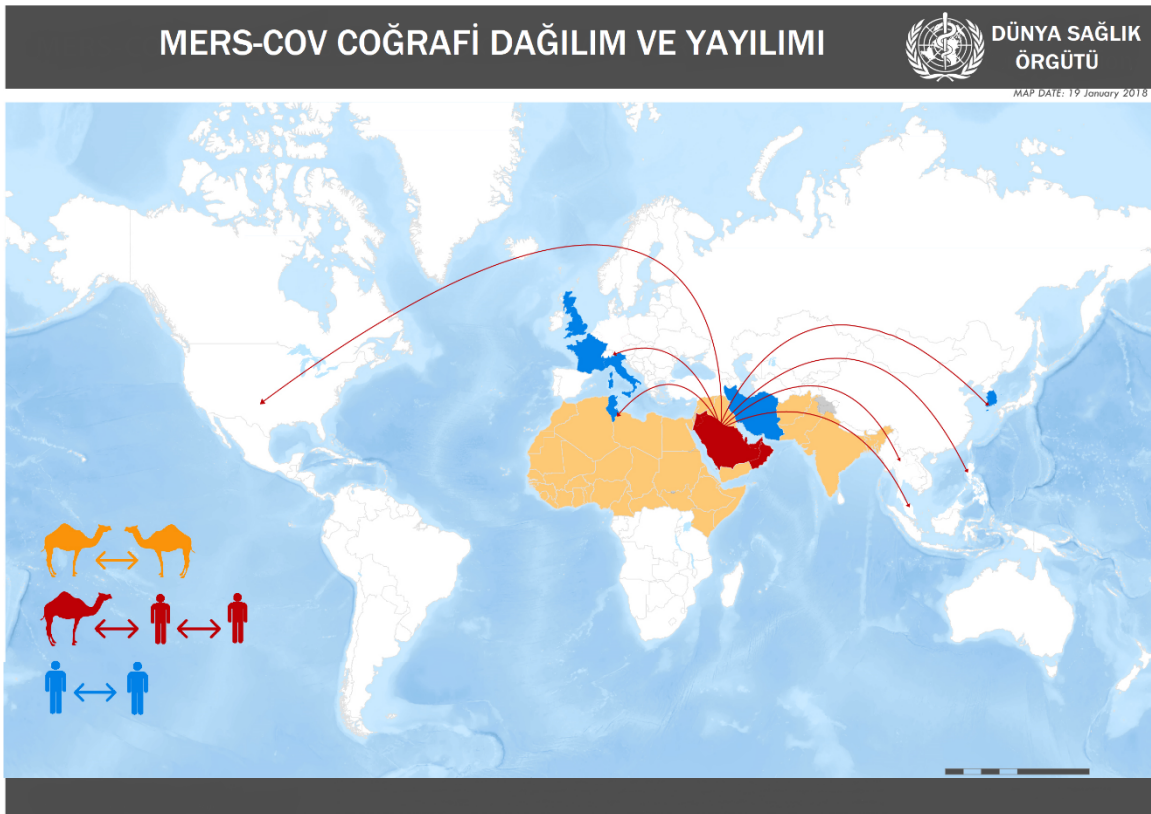 MERS-COV COĞRAFİ DAĞILIM VE YAYILIMI
DÜNYA SAĞLIK
ÖRGÜTÜ
MAP DATE: 19 January 2018